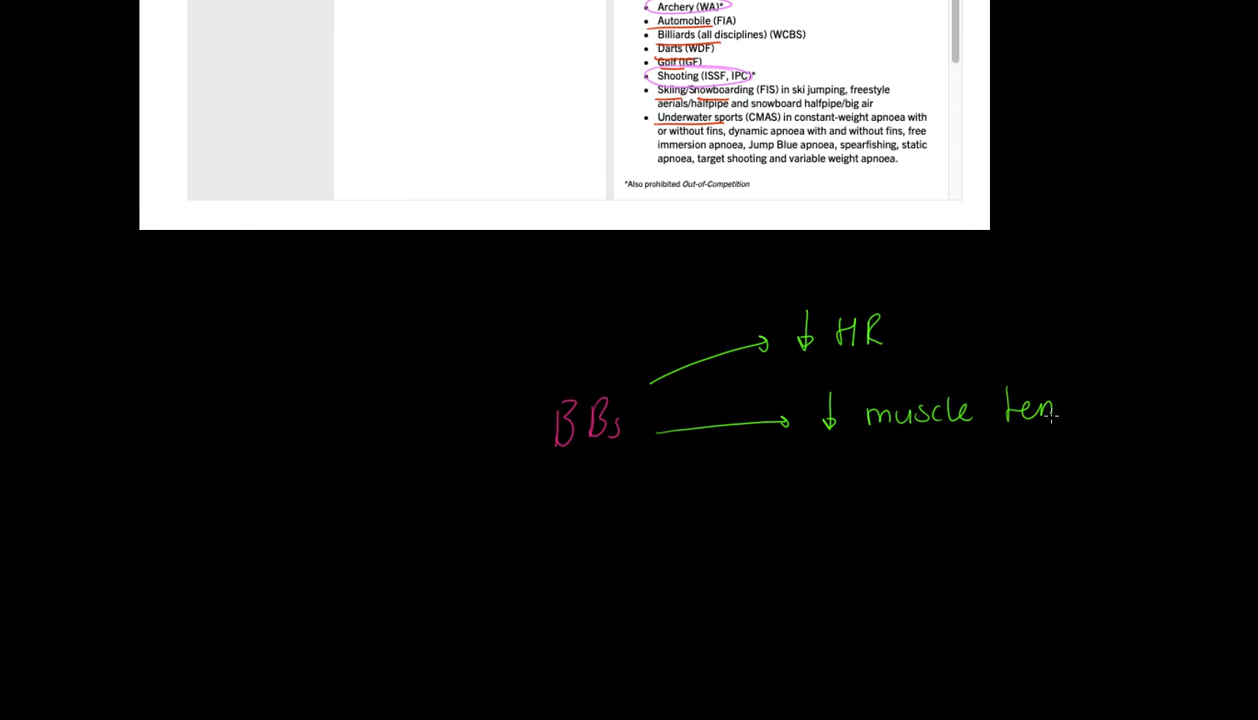 • Archery (WA)*
• Automobile (FIA)
• Billiards (all disciplines) (WCBS)
• Darts (WDF)
• Golf (IGF)
• Shooting (ISSF, IPC)*
• Skiing/Snowboarding (FIS) in ski jumping, freestyle
aerials/halfpipe and snowboard halfpipe/big air
• Underwater sports (CMAS) in constant-weight apnoea with
or without fins, dynamic apnoea with and without fins, free
immersion apnoea, Jump Blue apnoea, spearfishing, static
apnoea, target shooting and variable weight apnoea.
*Also prohibited Out-of-Competition
↓ HR
BBs
↓ muscle ten